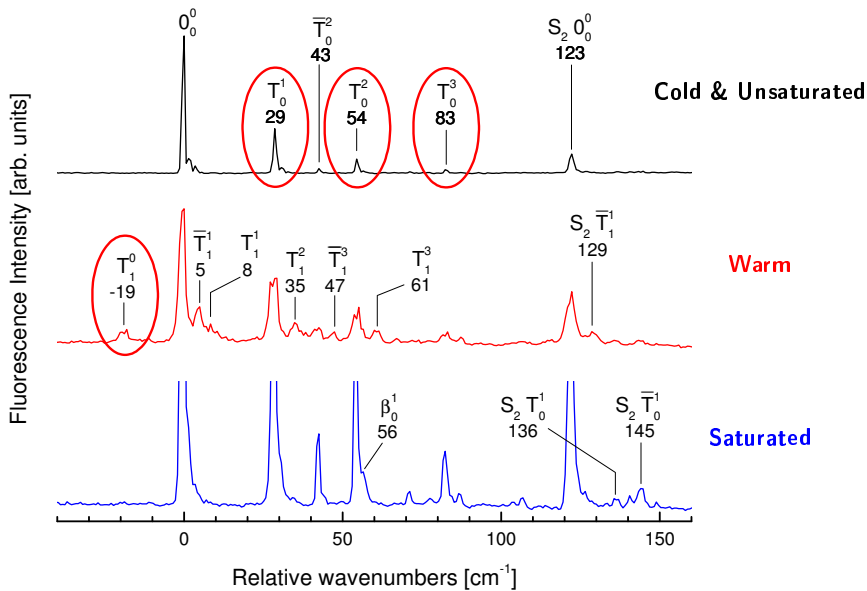 0⁰₀
T̅²₀
43
S₂ 0⁰₀
123
T¹₀
29
T²₀
54
T³₀
83
Cold & Unsaturated
T⁰₁
-19
T̅¹₁
5
T¹₁
8
T²₁
35
T̅³₁
47
T³₁
61
S₂ T̅¹₁
129
Warm
β¹₀
56
S₂ T¹₀
136
S₂ T̅¹₀
145
Saturated
Fluorescence Intensity [arb. units]
0 50 100 150
Relative wavenumbers [cm⁻¹]